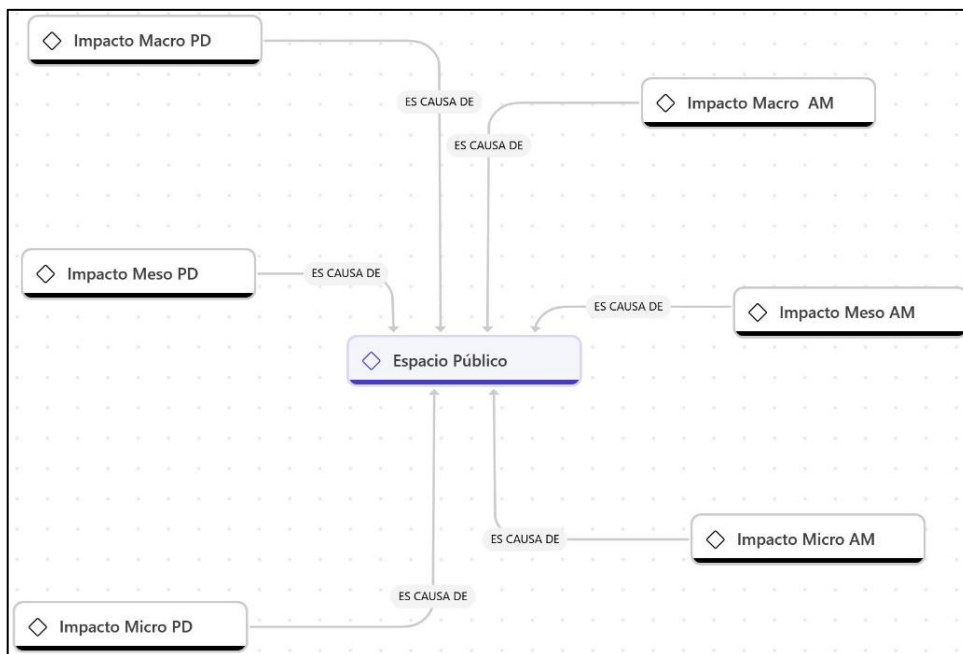 Impacto Macro PD
ES CAUSA DE
Impacto Macro AM
ES CAUSA DE
Impacto Meso PD
ES CAUSA DE
ES CAUSA DE
Impacto Meso AM
Espacio Público
ES CAUSA DE
Impacto Micro AM
ES CAUSA DE
Impacto Micro PD